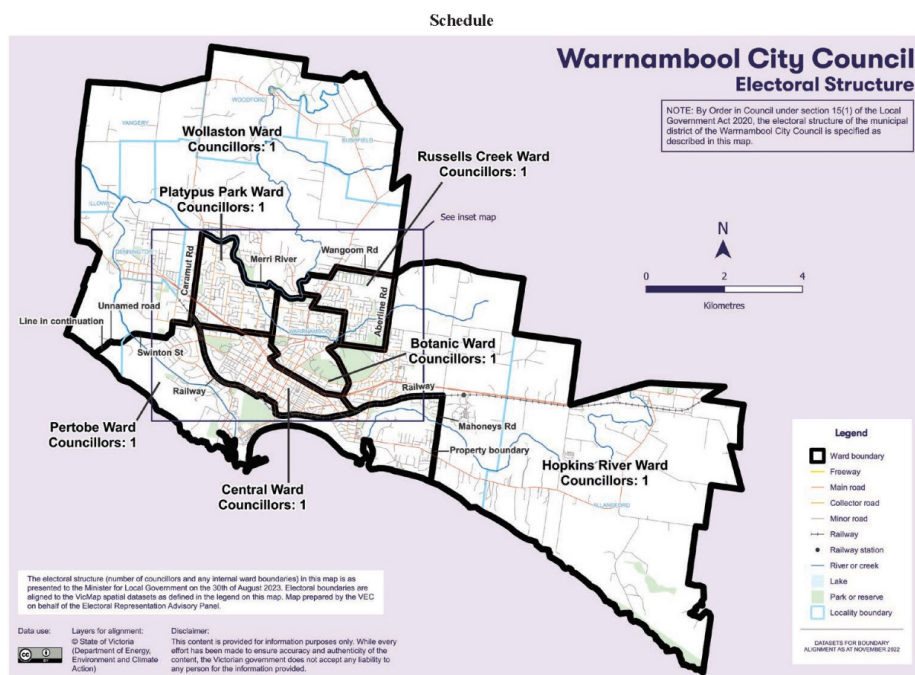 Schedule
Warrnambool City Council
Electoral Structure
NOTE: By Order in Council under section 15(1) of the Local
Government Act 2020, the electoral structure of the municipal
district of the Warrnambool City Council is specified as
described in this map.
WOODFORD
YANGERY
BUSHFIELD
Wollaston Ward
Councillors: 1
Russells Creek Ward
Councillors: 1
Platypus Park Ward
Councillors: 1
ILLOWA
See inset map
N
Caramut Rd
Merri River
Wangoom Rd
DENNINGTON
Aberline Rd
0 2 4
Kilometres
Unnamed road
Line in continuation
WARRNAMBOOL
Swinton St
Botanic Ward
Councillors: 1
Railway
Railway
Pertobe Ward
Councillors: 1
Mahoneys Rd
Property boundary
Hopkins River Ward
Councillors: 1
Central Ward
Councillors: 1
ALLANSFORD
Legend
Ward boundary
Freeway
Main road
Collector road
Minor road
Railway
Railway station
River or creek
Lake
Park or reserve
Locality boundary
DATASETS FOR BOUNDARY
ALIGNMENT AS AT NOVEMBER 2022
The electoral structure (number of councillors and any internal ward boundaries) in this map is as
presented to the Minister for Local Government on the 30th of August 2023. Electoral boundaries are
aligned to the VicMap spatial datasets as defined in the legend on this map. Map prepared by the VEC
on behalf of the Electoral Representation Advisory Panel.
Data use:
CC BY
Layers for alignment:
© State of Victoria
(Department of Energy,
Environment and Climate
Action)
Disclaimer:
This content is provided for information purposes only. While every
effort has been made to ensure accuracy and authenticity of the
content, the Victorian government does not accept any liability to
any person for the information provided.